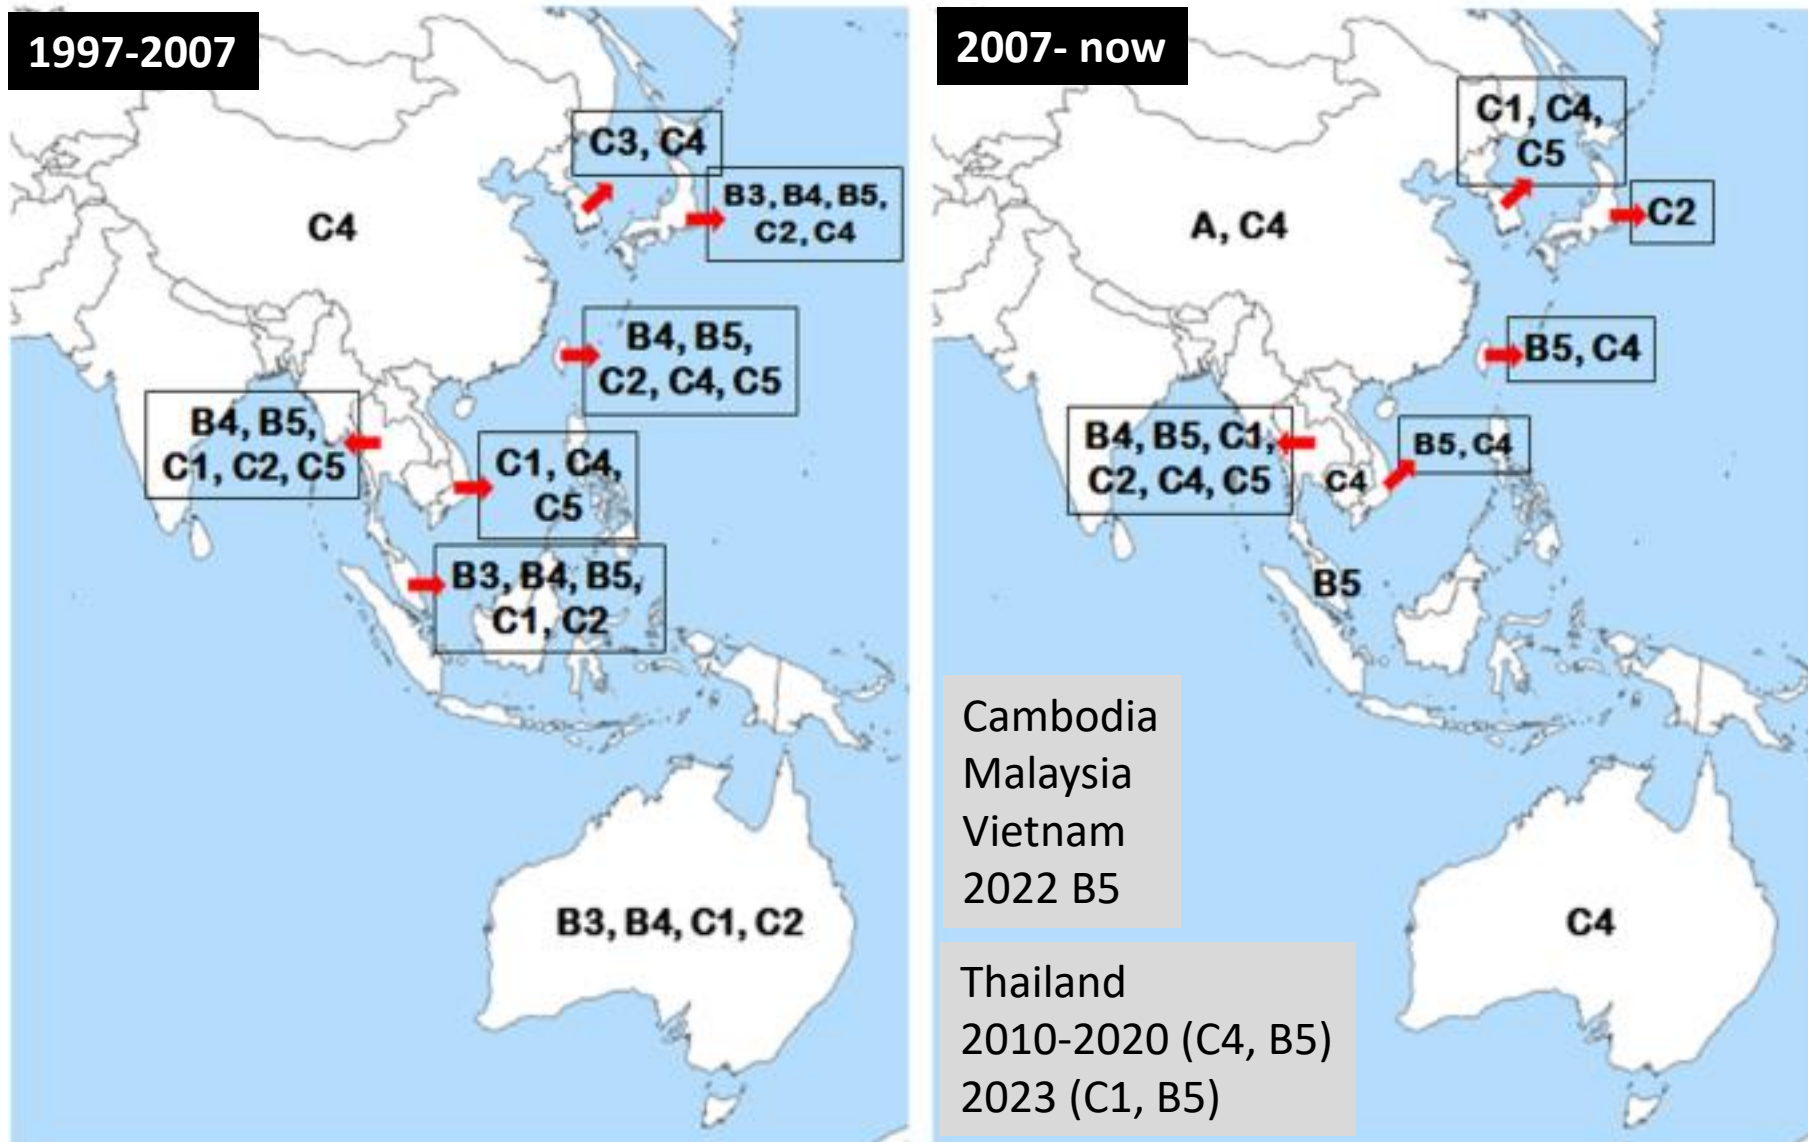 1997-2007
C3, C4
B3, B4, B5,
C2, C4
C4
B4, B5,
C2, C4, C5
B4, B5,
C1, C2, C5
C1, C4,
C5
B3, B4, B5,
C1, C2
B3, B4, C1, C2
2007- now
C1, C4,
C5
C2
A, C4
B5, C4
B4, B5, C1,
C2, C4, C5
B5, C4
C4
B5
Cambodia
Malaysia
Vietnam
2022 B5
C4
Thailand
2010-2020 (C4, B5)
2023 (C1, B5)